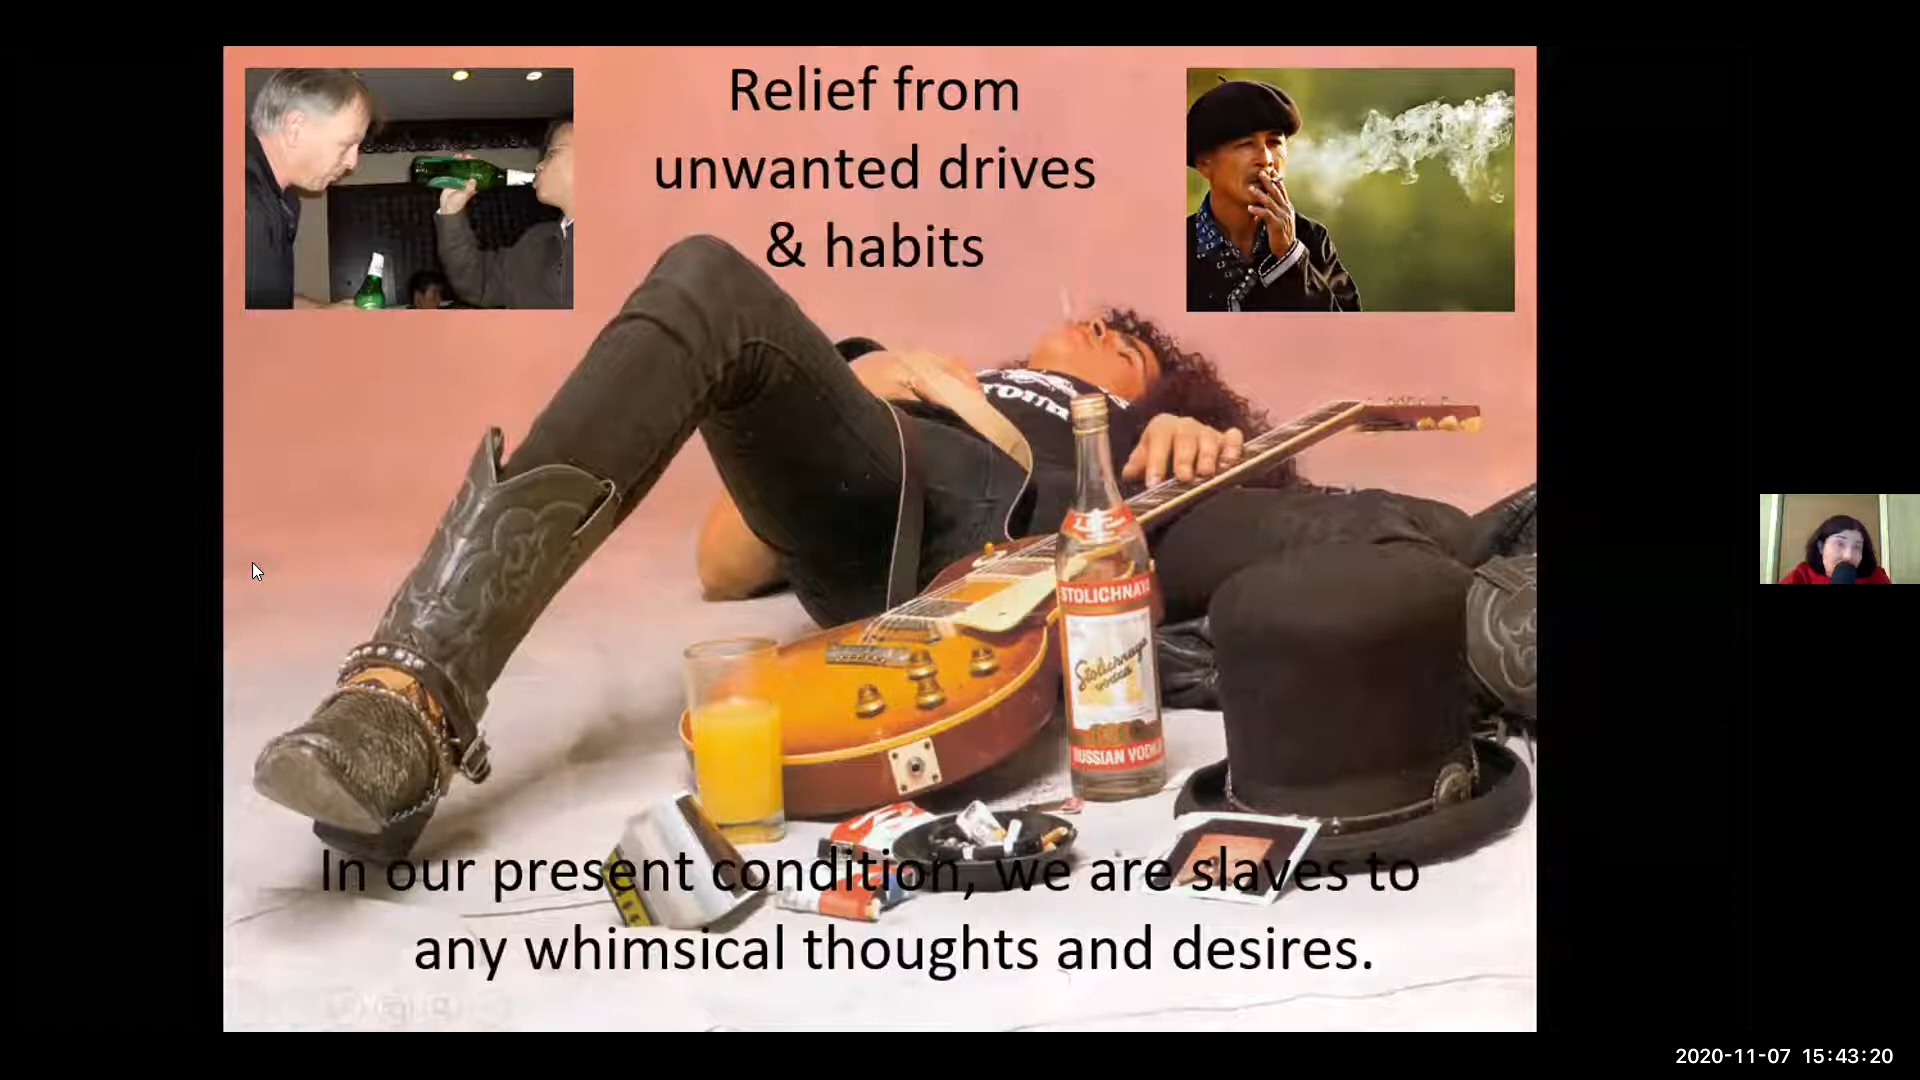 Relief from
unwanted drives
& habits
STOLICHNAYA
Stolichnaya
vodka
RUSSIAN VODKA
In our present condition, we are slaves to
any whimsical thoughts and desires.
2020-11-07 15:43:20